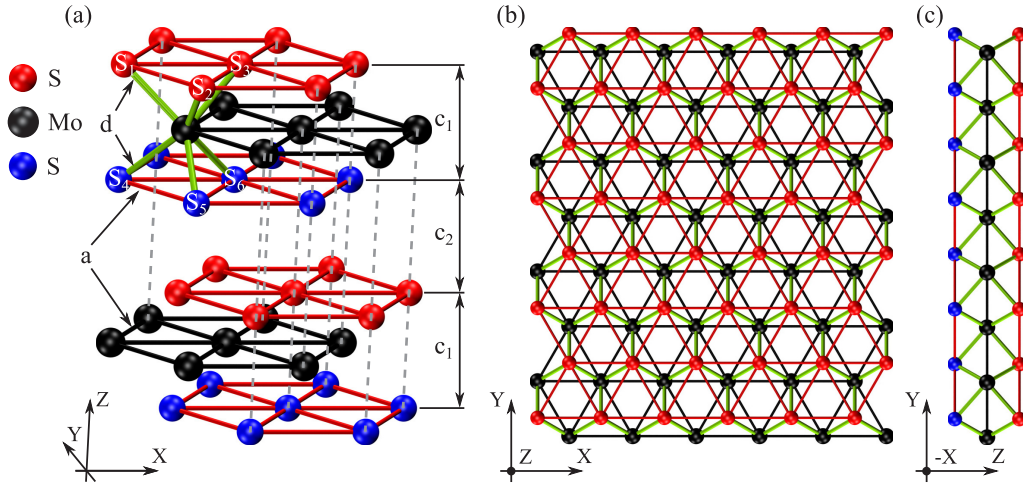 (a)
S
Mo
S
S₁
S₂
S₃
S₄
S₅
S₆
d
a
c₁
c₂
c₁
Z
Y
X
(b)
Y
Z
X
(c)
Y
-X
Z